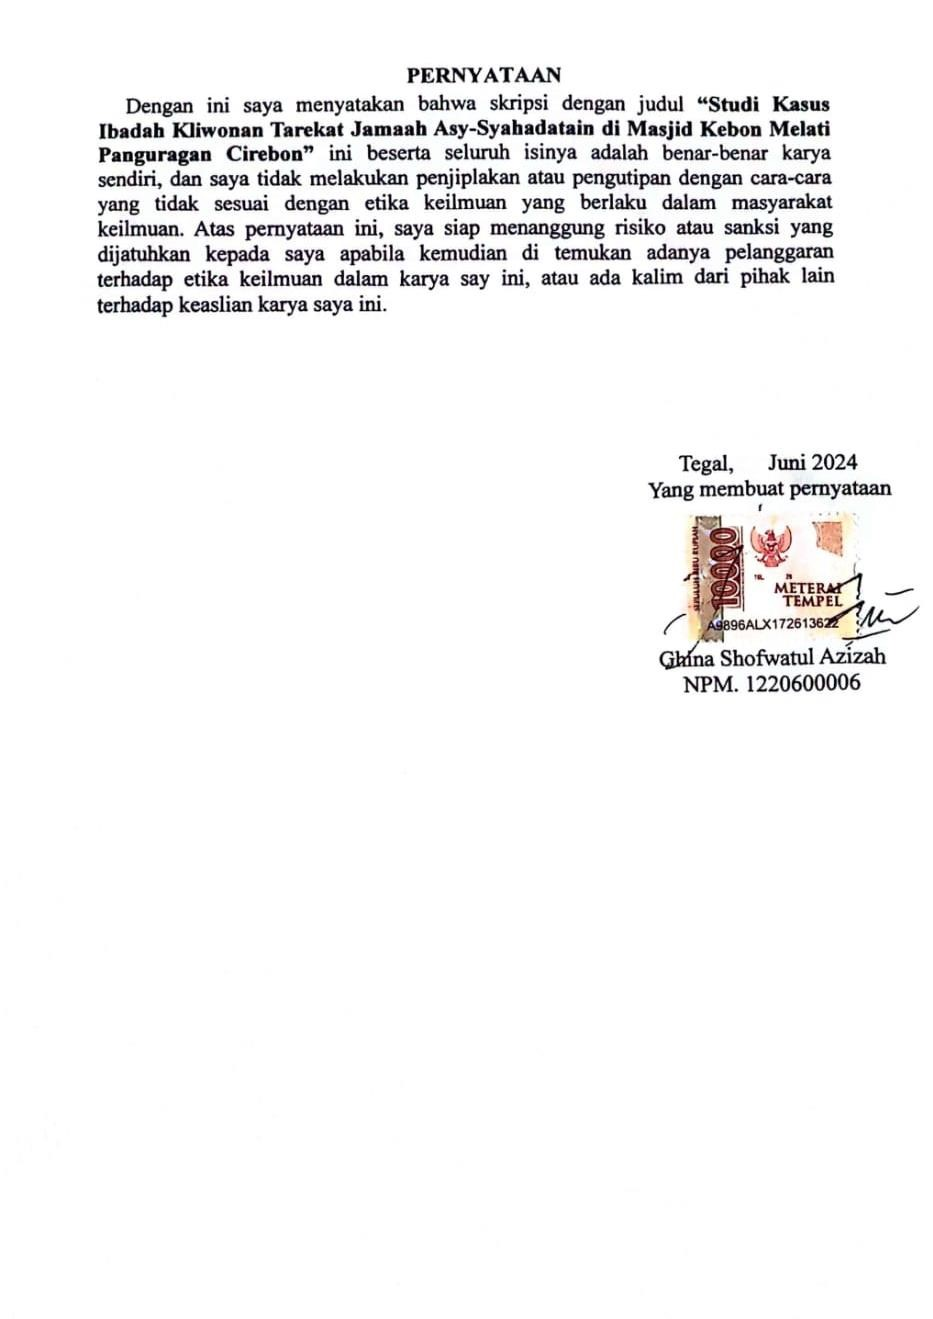 PERNYATAAN
Dengan ini saya menyatakan bahwa skripsi dengan judul “Studi Kasus
Ibadah Kliwonan Tarekat Jamaah Asy-Syahadatain di Masjid Kebon Melati
Panguragan Cirebon” ini beserta seluruh isinya adalah benar-benar karya
sendiri, dan saya tidak melakukan penjiplakan atau pengutipan dengan cara-cara
yang tidak sesuai dengan etika keilmuan yang berlaku dalam masyarakat
keilmuan. Atas pernyataan ini, saya siap menanggung risiko atau sanksi yang
dijatuhkan kepada saya apabila kemudian di temukan adanya pelanggaran
terhadap etika keilmuan dalam karya say ini, atau ada kalim dari pihak lain
terhadap keaslian karya saya ini.
Tegal, Juni 2024
Yang membuat pernyataan
SEPULUH RIBU RUPIAH
10000
METERAI
TEMPEL
A9896ALX172613622
Ghina Shofwatul Azizah
NPM. 1220600006